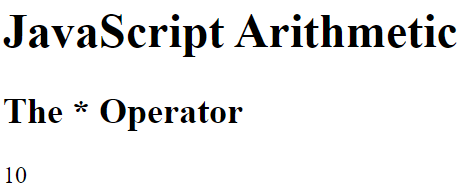 JavaScript Arithmetic
The * Operator
10